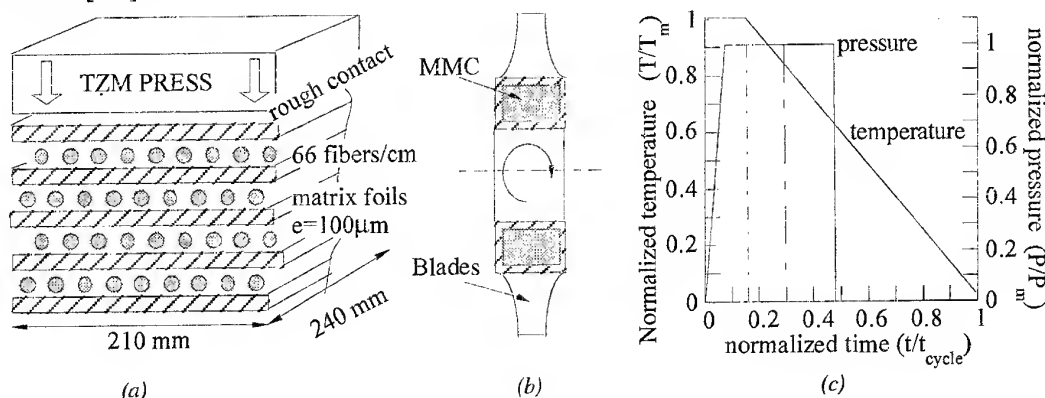 TZM PRESS
rough contact
66 fibers/cm
matrix foils
e=100µm
240 mm
210 mm
(a)
MMC
Blades
(b)
Normalized temperature (T/Tm)
1
0.8
0.6
0.4
0.2
0
pressure
temperature
1
0.8
0.6
0.4
0.2
0
normalized pressure (P/Pm)
0 0.2 0.4 0.6 0.8 1
normalized time (t/tcycle)
(c)